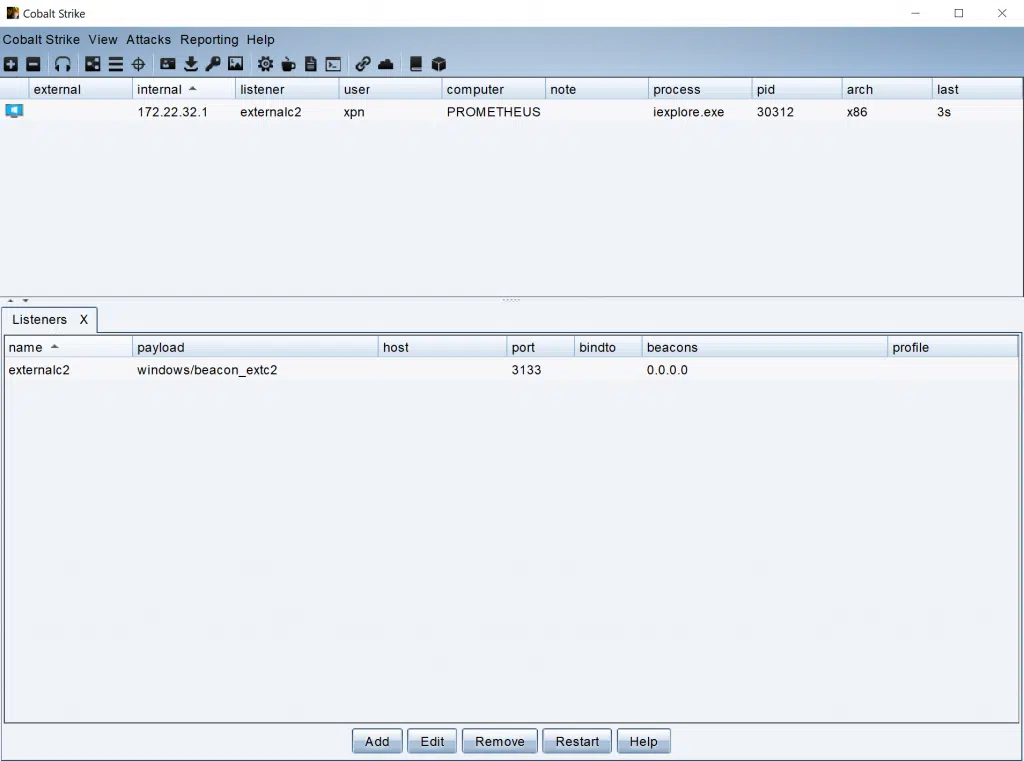 Cobalt Strike
Cobalt Strike View Attacks Reporting Help
external internal listener user computer note process pid arch last
172.22.32.1 externalc2 xpn PROMETHEUS iexplore.exe 30312 x86 3s
Listeners X
name payload host port bindto beacons profile
externalc2 windows/beacon_extc2 3133 0.0.0.0
Add Edit Remove Restart Help